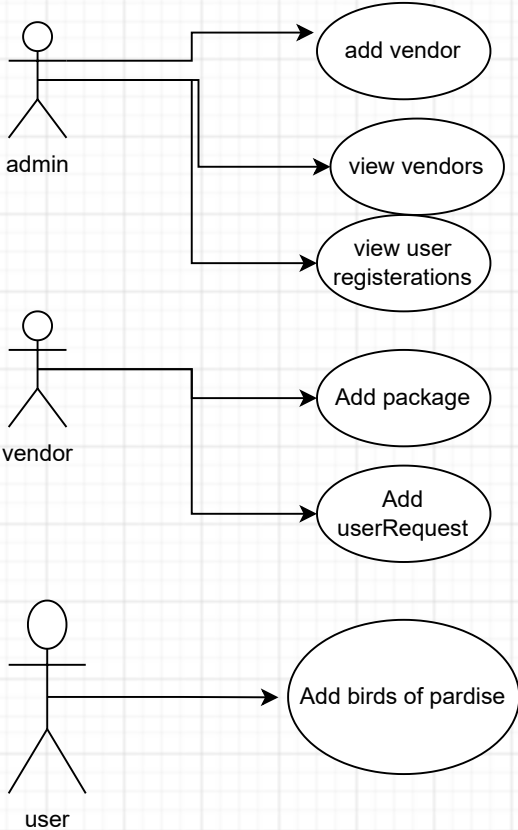 add vendor
admin
view vendors
view user
registerations
vendor
Add package
Add
userRequest
Add birds of pardise
user